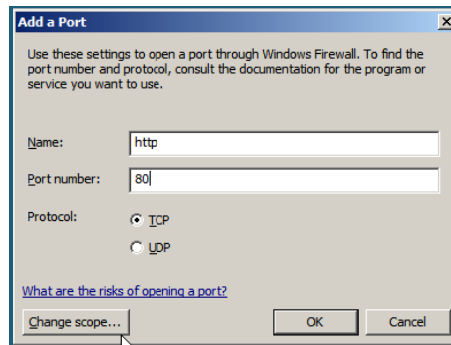 Add a Port
Use these settings to open a port through Windows Firewall. To find the
port number and protocol, consult the documentation for the program or
service you want to use.
Name: http
Port number: 80
Protocol: TCP
UDP
What are the risks of opening a port?
Change scope... OK Cancel